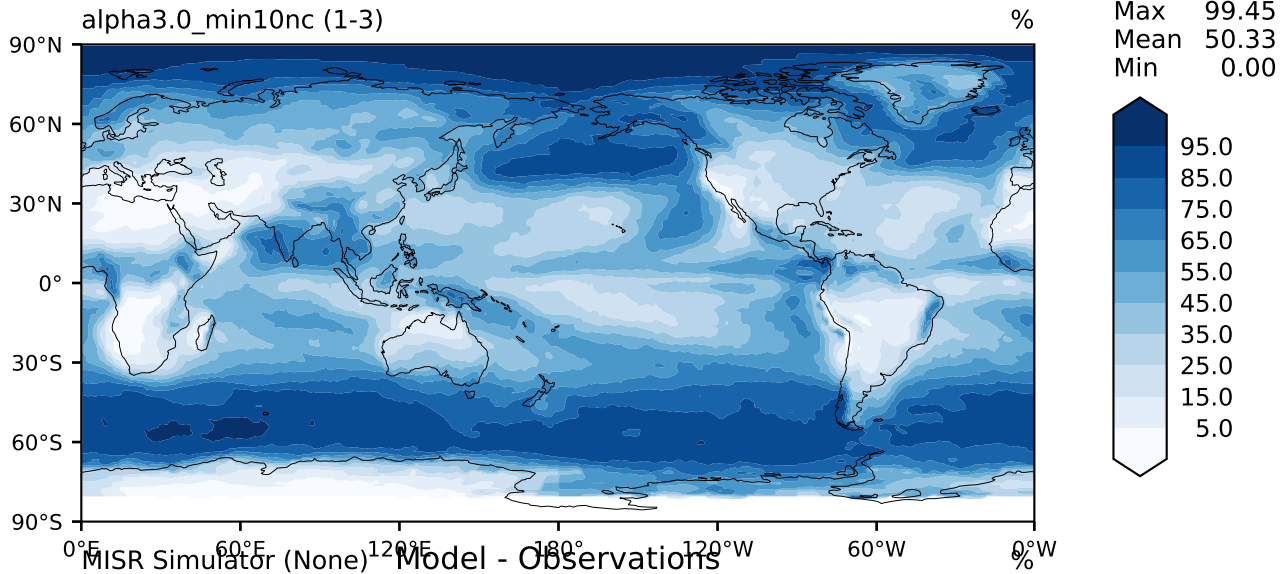 alpha3.0_min10nc (1-3) %
Max 99.45
Mean 50.33
Min 0.00
90°N
60°N
30°N
0°
30°S
60°S
90°S
95.0
85.0
75.0
65.0
55.0
45.0
35.0
25.0
15.0
5.0
0°E 60°E 120°E 180° 120°W 60°W 0°W
MISR Simulator (None) Model - Observations %